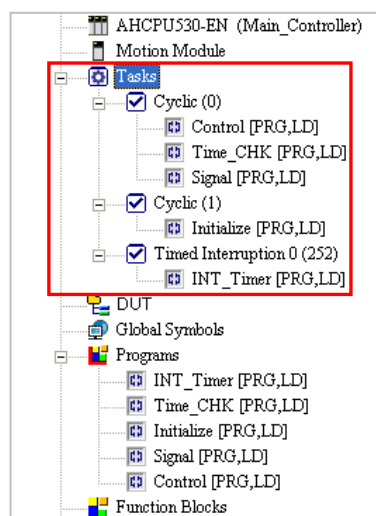 AHCPU530-EN (Main_Controller)
Motion Module
Tasks
Cyclic (0)
Control [PRG,LD]
Time_CHK [PRG,LD]
Signal [PRG,LD]
Cyclic (1)
Initialize [PRG,LD]
Timed Interruption 0 (252)
INT_Timer [PRG,LD]
DUT
Global Symbols
Programs
INT_Timer [PRG,LD]
Time_CHK [PRG,LD]
Initialize [PRG,LD]
Signal [PRG,LD]
Control [PRG,LD]
Function Blocks